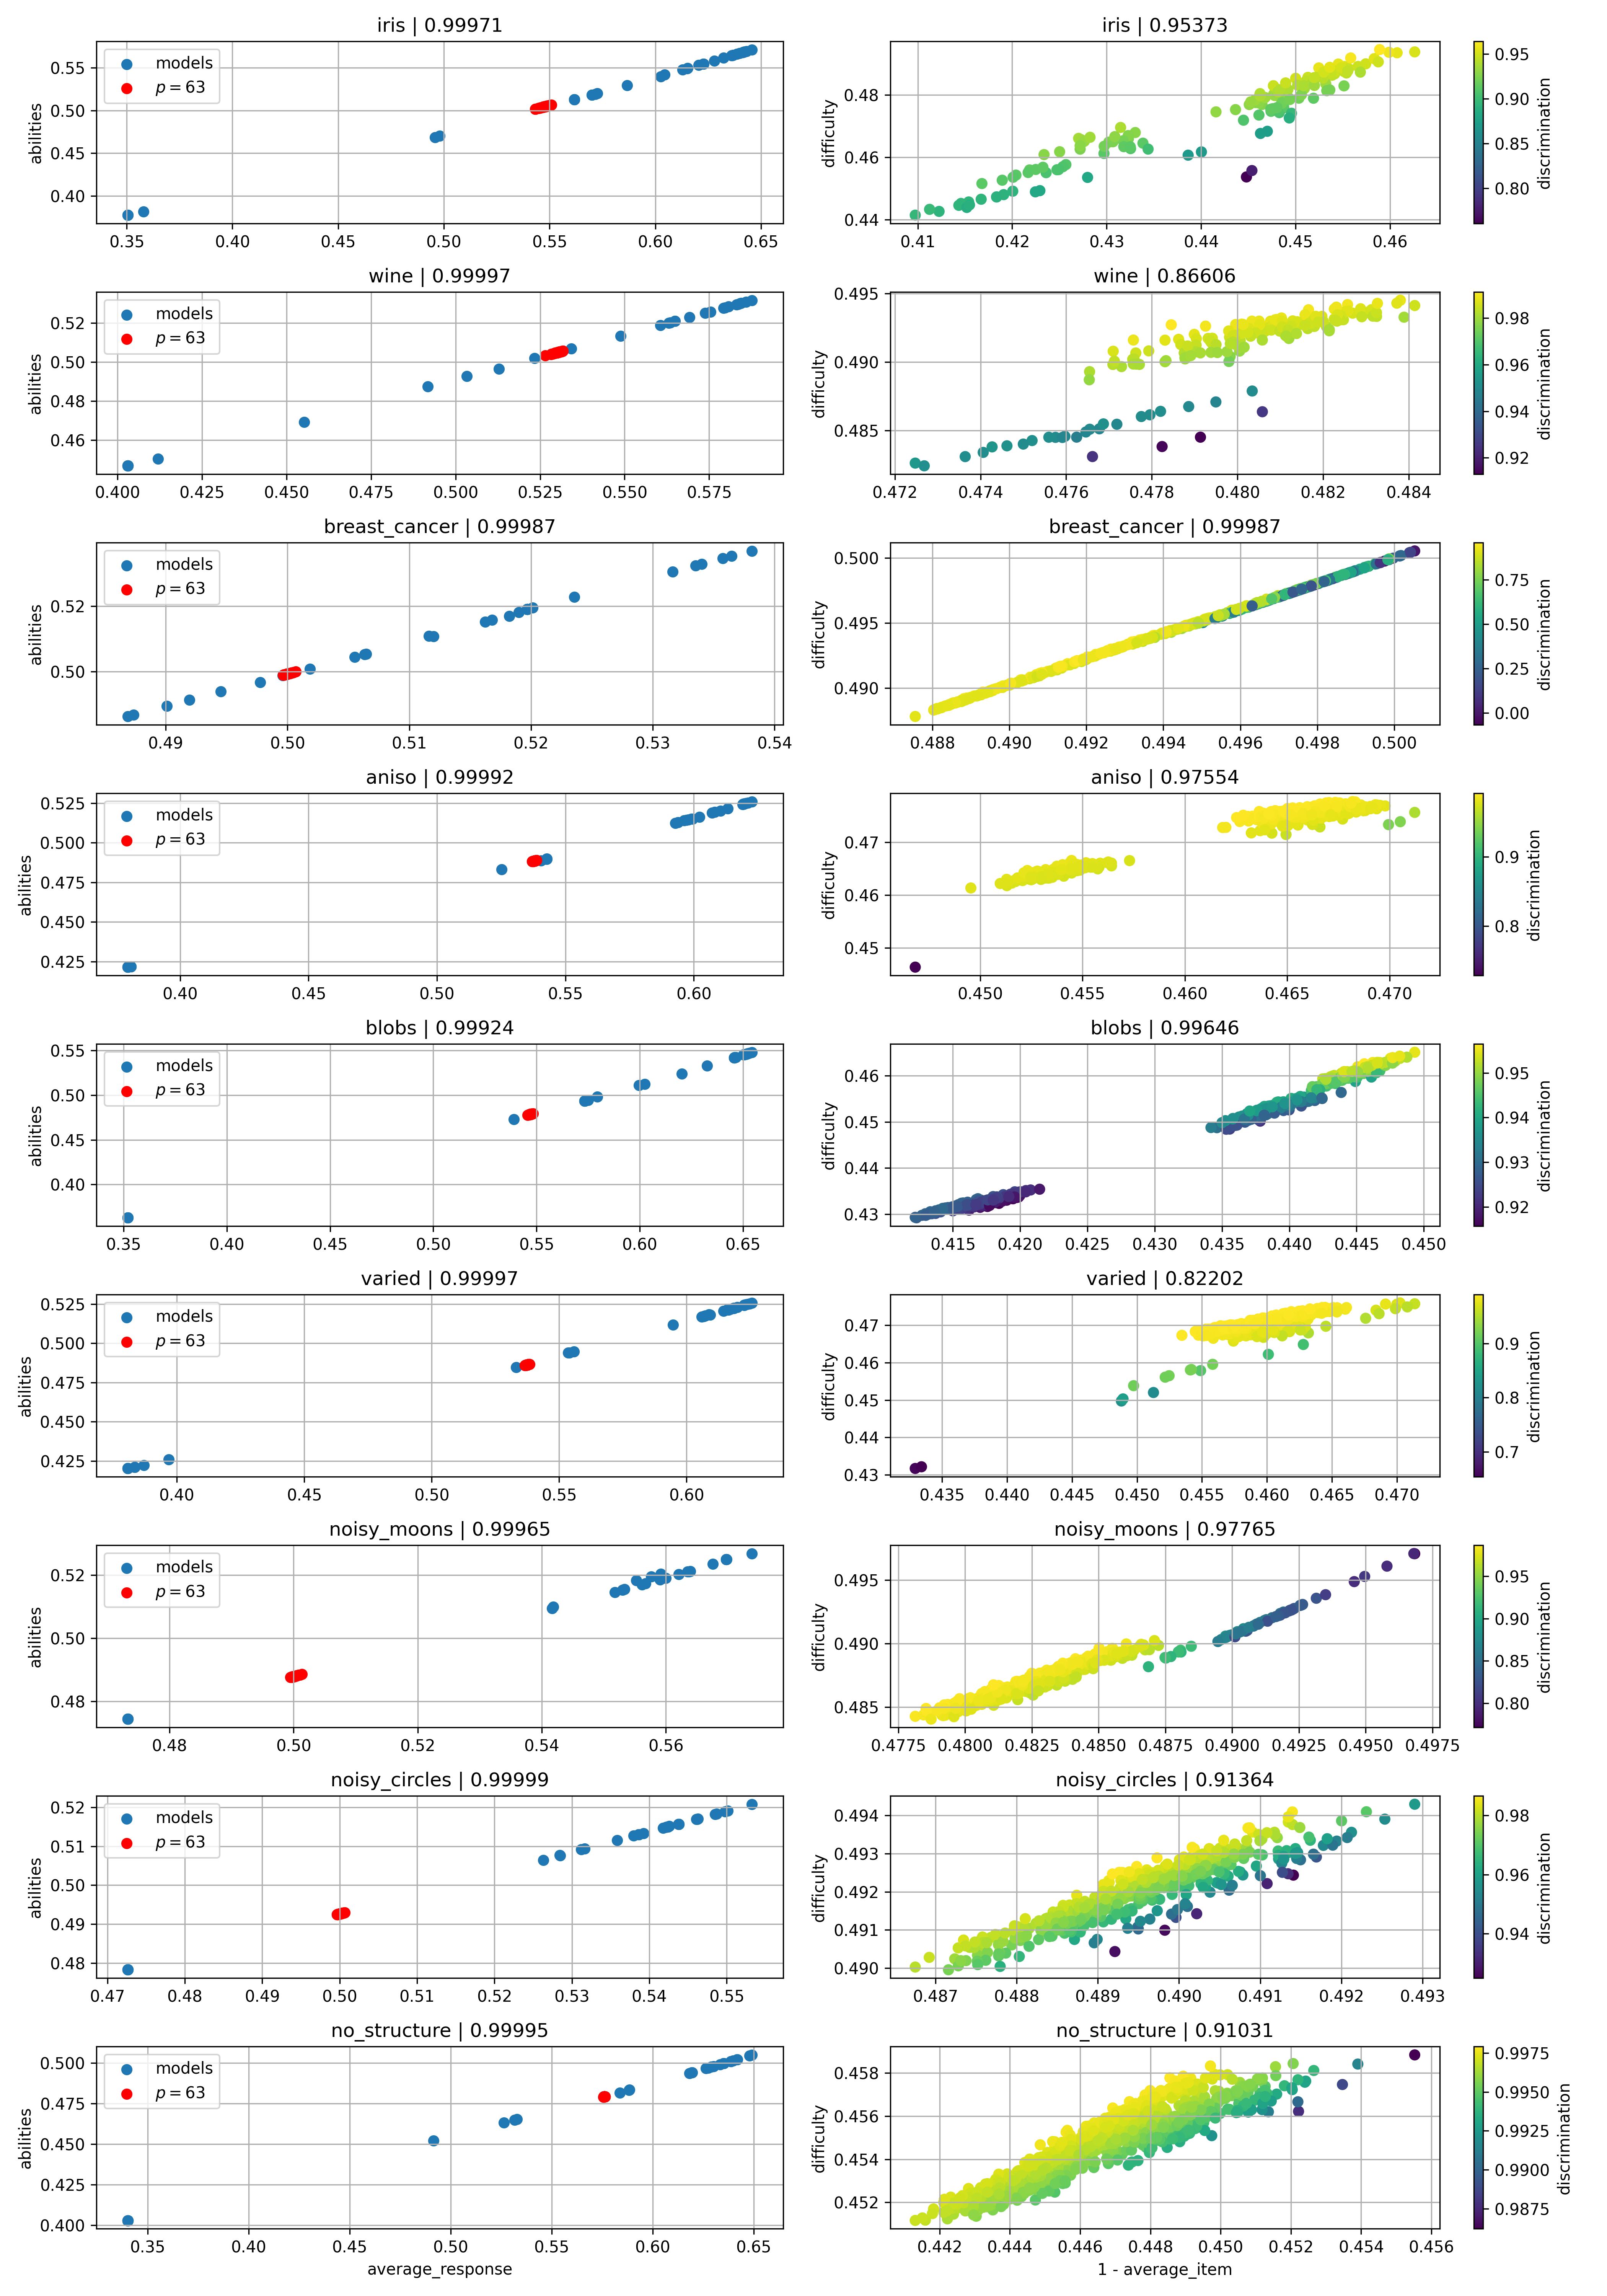 iris | 0.99971
abilities
0.55
0.50
0.45
0.40
models
p = 63
0.35 0.40 0.45 0.50 0.55 0.60 0.65
iris | 0.95373
difficulty
0.48
0.46
0.44
0.41 0.42 0.43 0.44 0.45 0.46
0.95
0.90
0.85
0.80
discrimination
wine | 0.99997
abilities
0.52
0.50
0.48
0.46
models
p = 63
0.400 0.425 0.450 0.475 0.500 0.525 0.550 0.575
wine | 0.86606
difficulty
0.495
0.490
0.485
0.472 0.474 0.476 0.478 0.480 0.482 0.484
0.98
0.96
0.94
0.92
discrimination
breast_cancer | 0.99987
abilities
0.52
0.50
models
p = 63
0.49 0.50 0.51 0.52 0.53 0.54
breast_cancer | 0.99987
difficulty
0.500
0.495
0.490
0.488 0.490 0.492 0.494 0.496 0.498 0.500
0.75
0.50
0.25
0.00
discrimination
aniso | 0.99992
abilities
0.525
0.500
0.475
0.450
0.425
models
p = 63
0.40 0.45 0.50 0.55 0.60
aniso | 0.97554
difficulty
0.47
0.46
0.45
0.450 0.455 0.460 0.465 0.470
0.9
0.8
discrimination
blobs | 0.99924
abilities
0.55
0.50
0.45
0.40
models
p = 63
0.35 0.40 0.45 0.50 0.55 0.60 0.65
blobs | 0.99646
difficulty
0.46
0.45
0.44
0.43
0.415 0.420 0.425 0.430 0.435 0.440 0.445 0.450
0.95
0.94
0.93
0.92
discrimination
varied | 0.99997
abilities
0.525
0.500
0.475
0.450
0.425
models
p = 63
0.40 0.45 0.50 0.55 0.60
varied | 0.82202
difficulty
0.47
0.46
0.45
0.44
0.43
0.435 0.440 0.445 0.450 0.455 0.460 0.465 0.470
0.9
0.8
0.7
discrimination
noisy_moons | 0.99965
abilities
0.52
0.50
0.48
models
p = 63
0.48 0.50 0.52 0.54 0.56
noisy_moons | 0.97765
difficulty
0.495
0.490
0.485
0.4775 0.4800 0.4825 0.4850 0.4875 0.4900 0.4925 0.4950 0.4975
0.95
0.90
0.85
0.80
discrimination
noisy_circles | 0.99999
abilities
0.52
0.51
0.50
0.49
0.48
models
p = 63
0.47 0.48 0.49 0.50 0.51 0.52 0.53 0.54 0.55
noisy_circles | 0.91364
difficulty
0.494
0.493
0.492
0.491
0.490
0.487 0.488 0.489 0.490 0.491 0.492 0.493
0.98
0.96
0.94
discrimination
no_structure | 0.99995
abilities
0.500
0.475
0.450
0.425
0.400
models
p = 63
0.35 0.40 0.45 0.50 0.55 0.60 0.65
average_response
no_structure | 0.91031
difficulty
0.458
0.456
0.454
0.452
0.442 0.444 0.446 0.448 0.450 0.452 0.454 0.456
1 - average_item
0.9975
0.9950
0.9925
0.9900
0.9875
discrimination